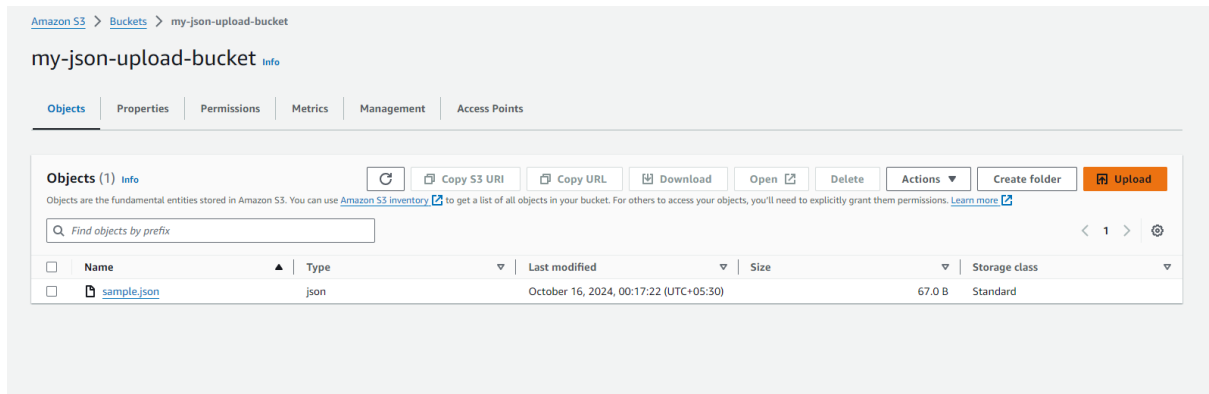 Amazon S3 > Buckets > my-json-upload-bucket
my-json-upload-bucket Info
Objects Properties Permissions Metrics Management Access Points
Objects (1) Info Copy S3 URI Copy URL Download Open Delete Actions Create folder Upload
Objects are the fundamental entities stored in Amazon S3. You can use Amazon S3 inventory to get a list of all objects in your bucket. For others to access your objects, you'll need to explicitly grant them permissions. Learn more
Find objects by prefix 1
Name Type Last modified Size Storage class
sample.json json October 16, 2024, 00:17:22 (UTC+05:30) 67.0 B Standard